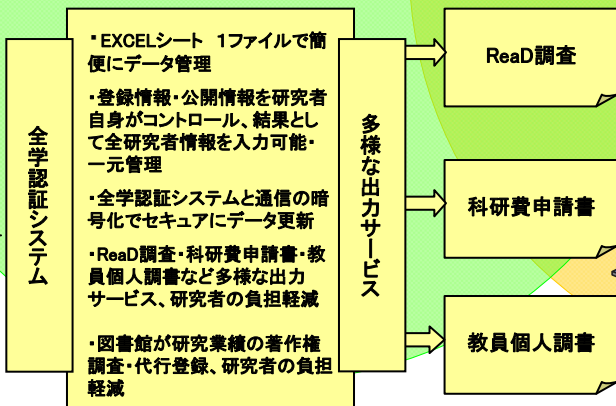 全学認証システム
・EXCELシート 1ファイルで簡
便にデータ管理
・登録情報・公開情報を研究者
自身がコントロール、結果とし
て全研究者情報を入力可能・
一元管理
・全学認証システムと通信の暗
号化でセキュアにデータ更新
・ReaD調査・科研費申請書・教
員個人調書など多様な出力
サービス、研究者の負担軽減
・図書館が研究業績の著作権
調査・代行登録、研究者の負担
軽減
多様な出力サービス
ReaD調査
科研費申請書
教員個人調書